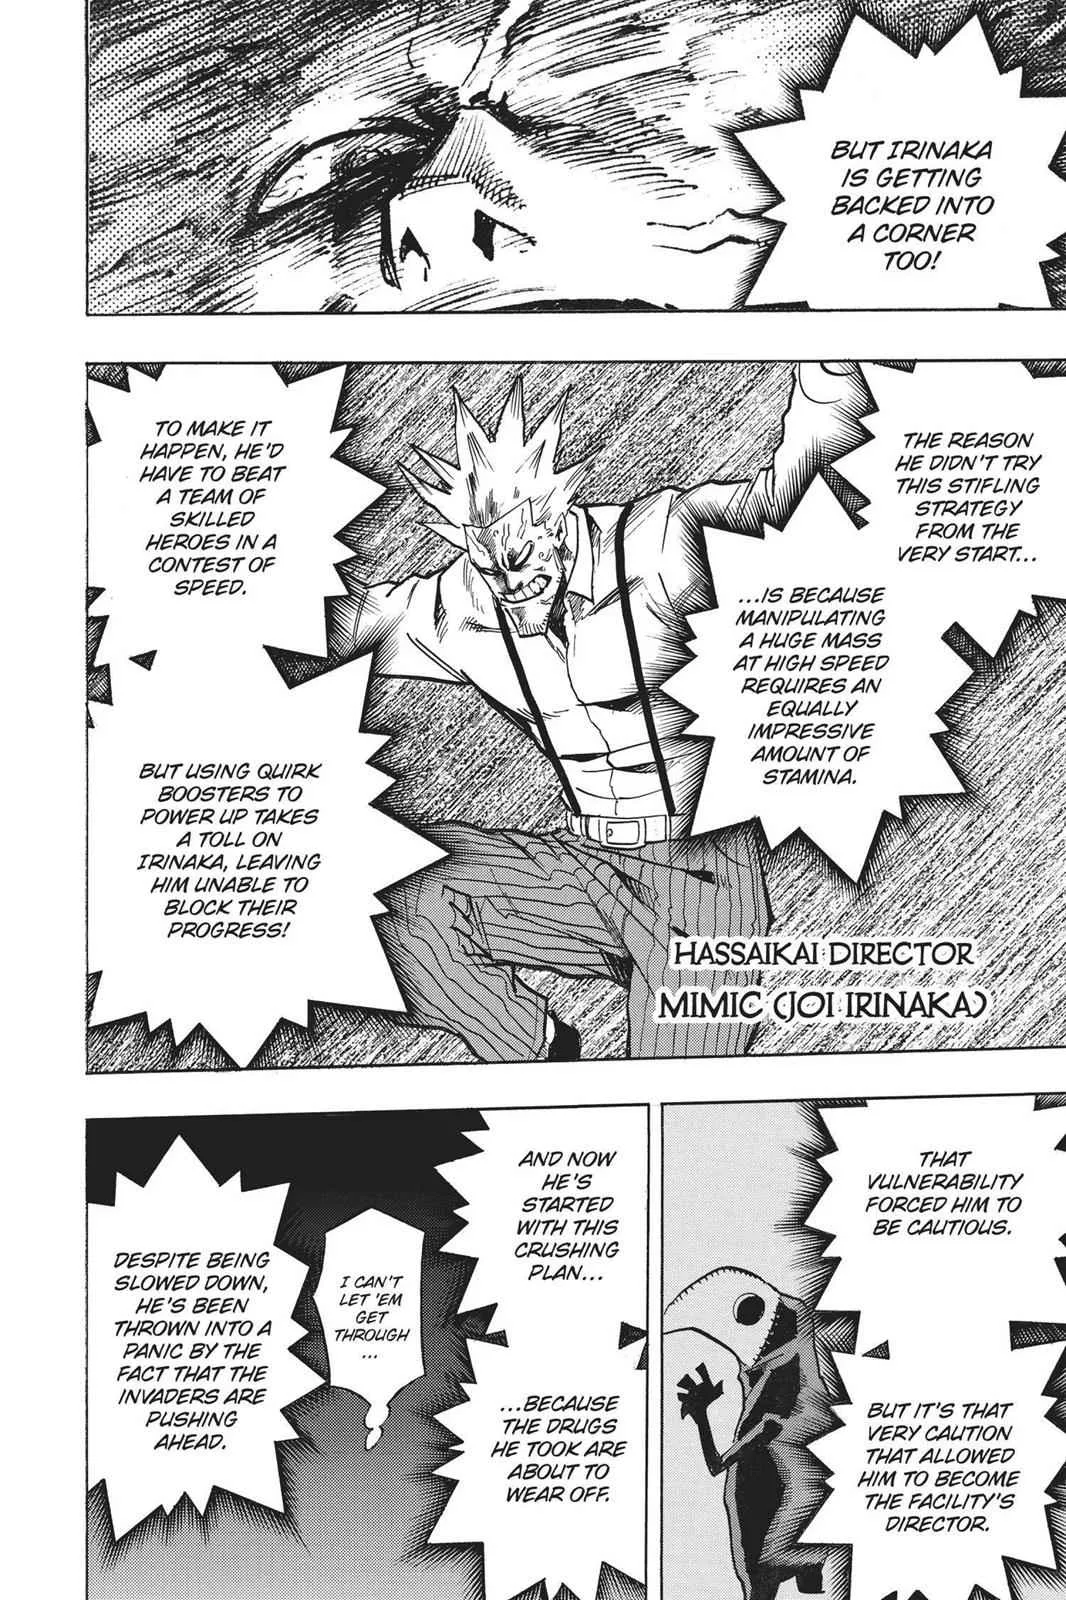 BUT IRINAKA
IS GETTING
BACKED INTO
A CORNER
TOO!
THE REASON
HE DIDN'T TRY
THIS STIFLING
STRATEGY
FROM THE
VERY START...
...IS BECAUSE
MANIPULATING
A HUGE MASS
AT HIGH SPEED
REQUIRES AN
EQUALLY
IMPRESSIVE
AMOUNT OF
STAMINA.
TO MAKE IT
HAPPEN, HE'D
HAVE TO BEAT
A TEAM OF
SKILLED
HEROES IN A
CONTEST OF
SPEED.
BUT USING QUIRK
BOOSTERS TO
POWER UP TAKES
A TOLL ON
IRINAKA, LEAVING
HIM UNABLE TO
BLOCK THEIR
PROGRESS!
HASSAIKAI DIRECTOR
MIMIC (JOI IRINAKA)
THAT
VULNERABILITY
FORCED HIM TO
BE CAUTIOUS.
BUT IT'S THAT
VERY CAUTION
THAT ALLOWED
HIM TO BECOME
THE FACILITY'S
DIRECTOR.
AND NOW
HE'S
STARTED
WITH THIS
CRUSHING
PLAN...
...BECAUSE
THE DRUGS
HE TOOK ARE
ABOUT TO
WEAR OFF.
I CAN'T
LET 'EM
GET
THROUGH
...
DESPITE BEING
SLOWED DOWN,
HE'S BEEN
THROWN INTO A
PANIC BY THE
FACT THAT THE
INVADERS ARE
PUSHING
AHEAD.